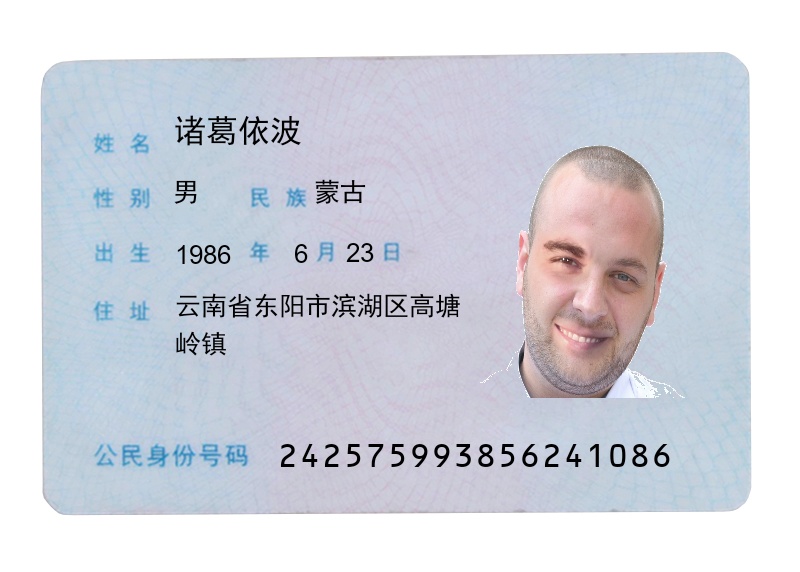 姓名 诸葛依波
性别 男 民族 蒙古
出生 1986 年 6 月 23 日
住址 云南省东阳市滨湖区高塘
岭镇
公民身份号码 242575993856241086